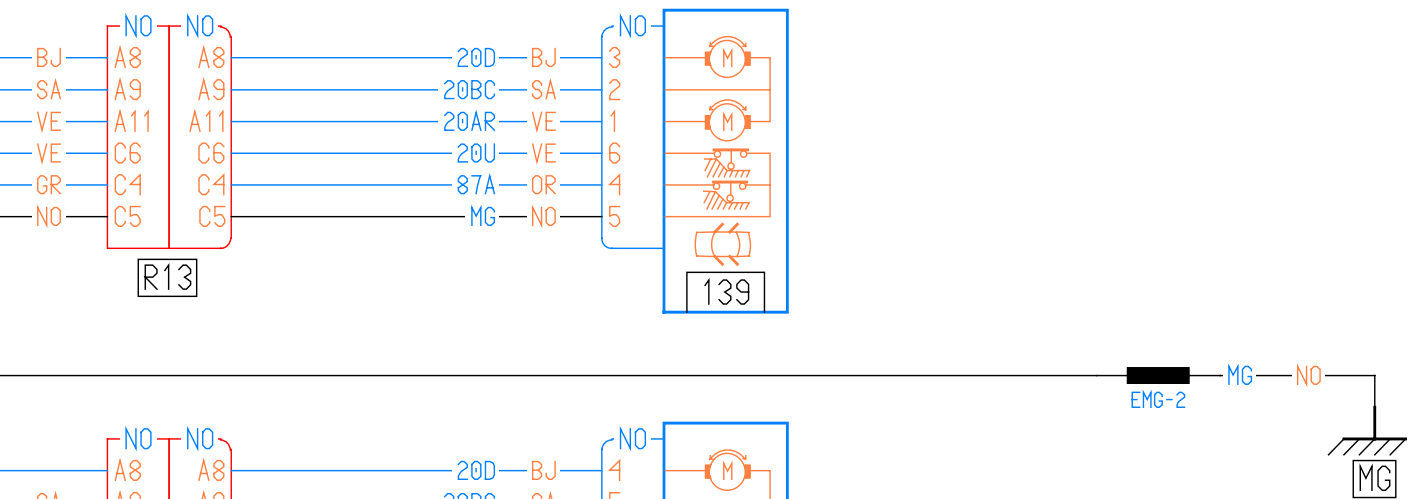 NO NO NO
BJ A8 A8 20D BJ 3 M
SA A9 A9 20BC SA 2
VE A11 A11 20AR VE 1 M
VE C6 C6 20U VE 6
GR C4 C4 87A OR 4
NO C5 C5 MG NO 5
R13 139
MG NO
EMG-2
NO NO NO
A8 A8 20D BJ 4 M
MG